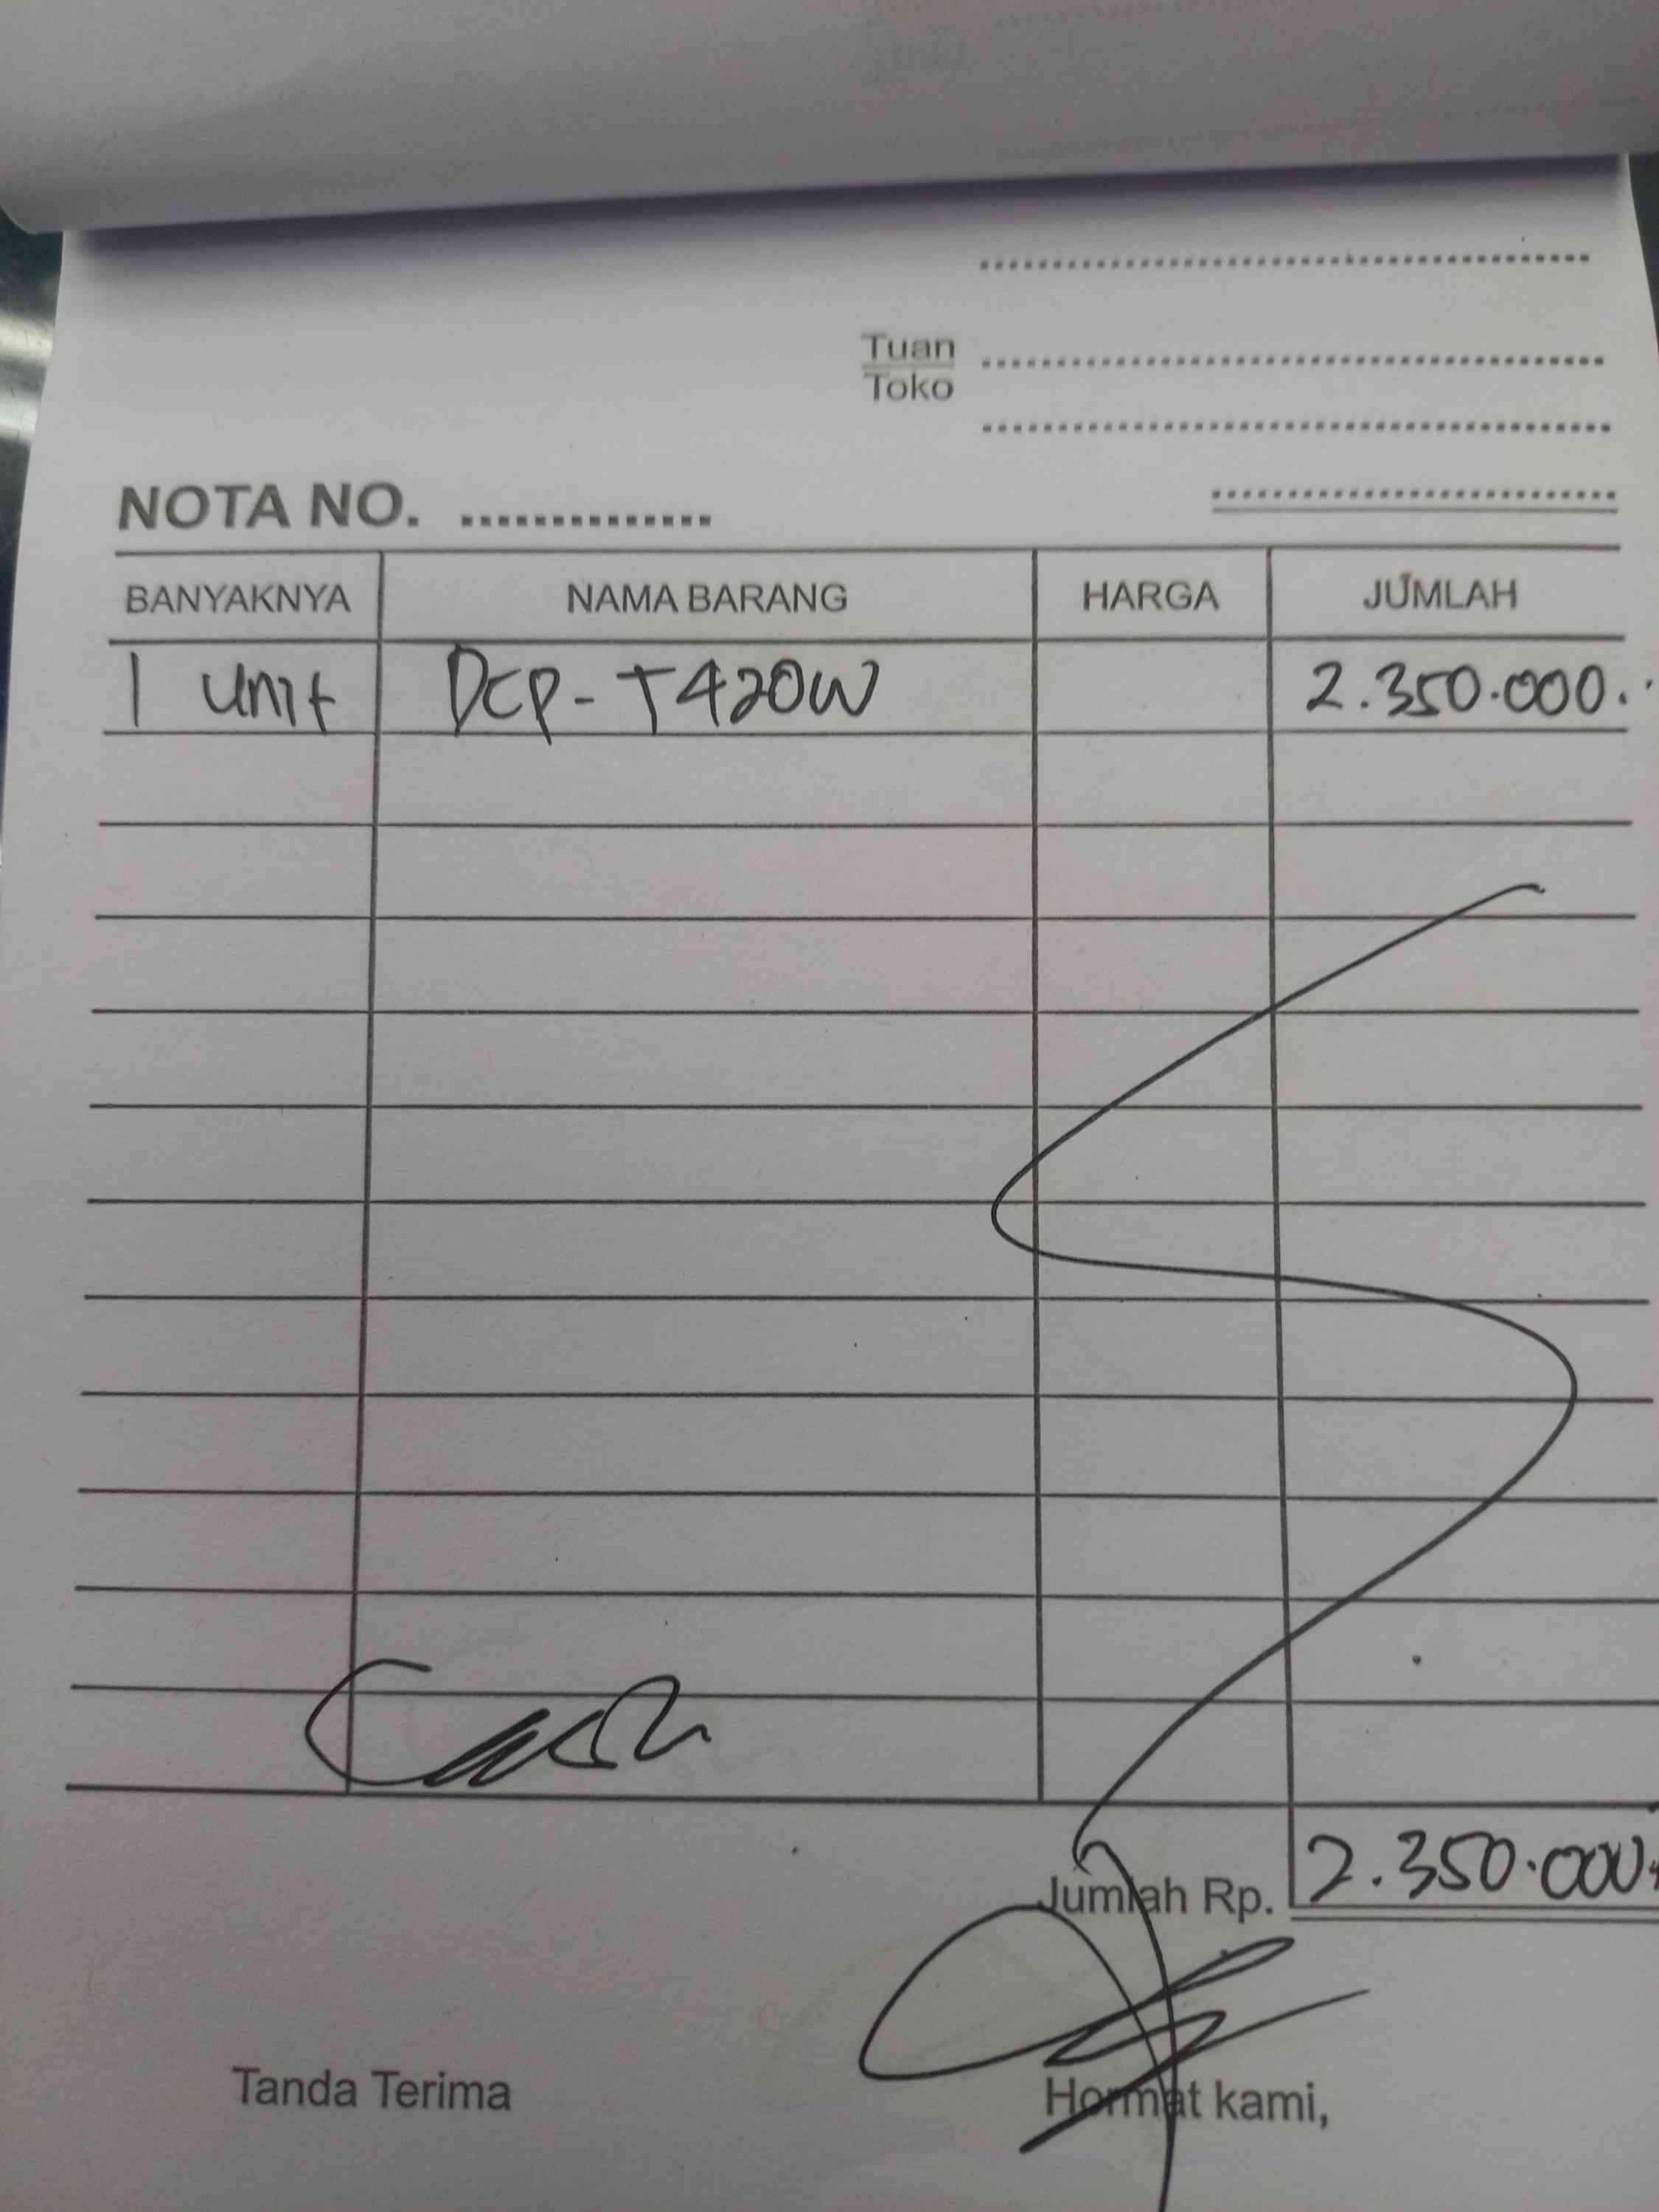 Tuan
Toko
NOTA NO. ..............
BANYAKNYA NAMA BARANG HARGA JUMLAH
1 Unit DCP-T420W 2.350.000.
Cash
Jumlah Rp. 2.350.000.
Tanda Terima Hormat kami,